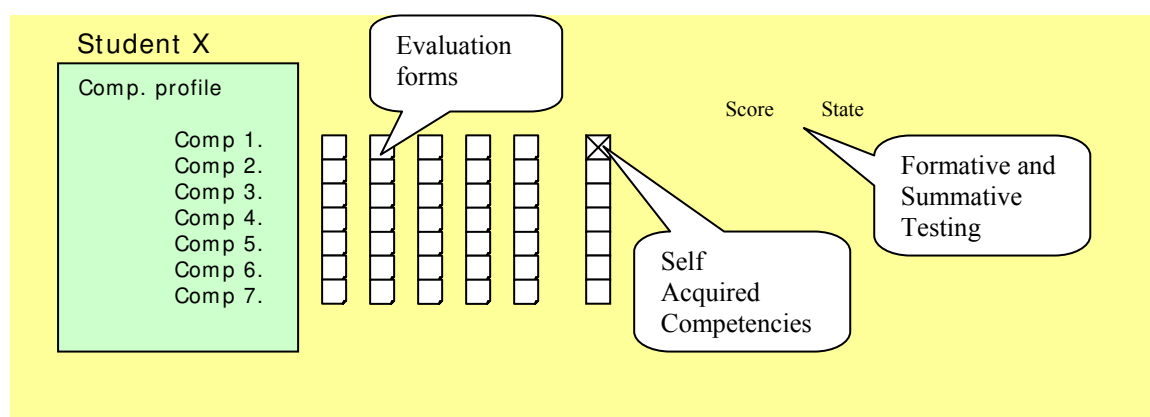 Student X
Evaluation
forms
Comp. profile
Score State
Comp 1.
Comp 2.
Comp 3.
Comp 4.
Comp 5.
Comp 6.
Comp 7.
Formative and
Summative
Testing
Self
Acquired
Competencies